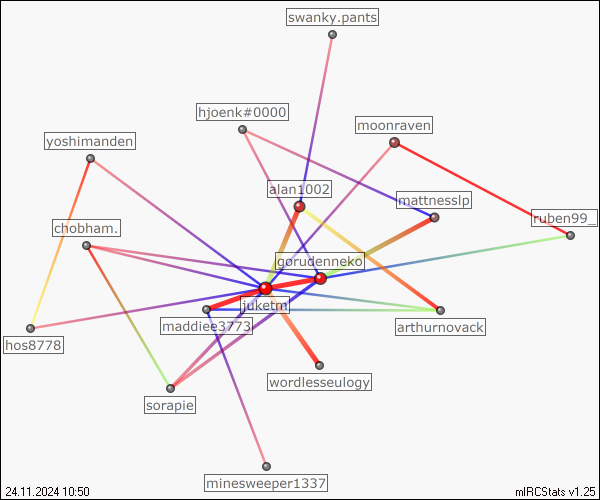 swanky.pants
hjoenk#0000
moonraven
yoshimanden
alan1002
mattnesslp
ruben99_
chobham.
gørudenneko
juketm
maddiee3773
arthurnovack
hos8778
wordlesseulogy
sorapie
minesweeper1337
24.11.2024 10:50
mIRCStats v1.25